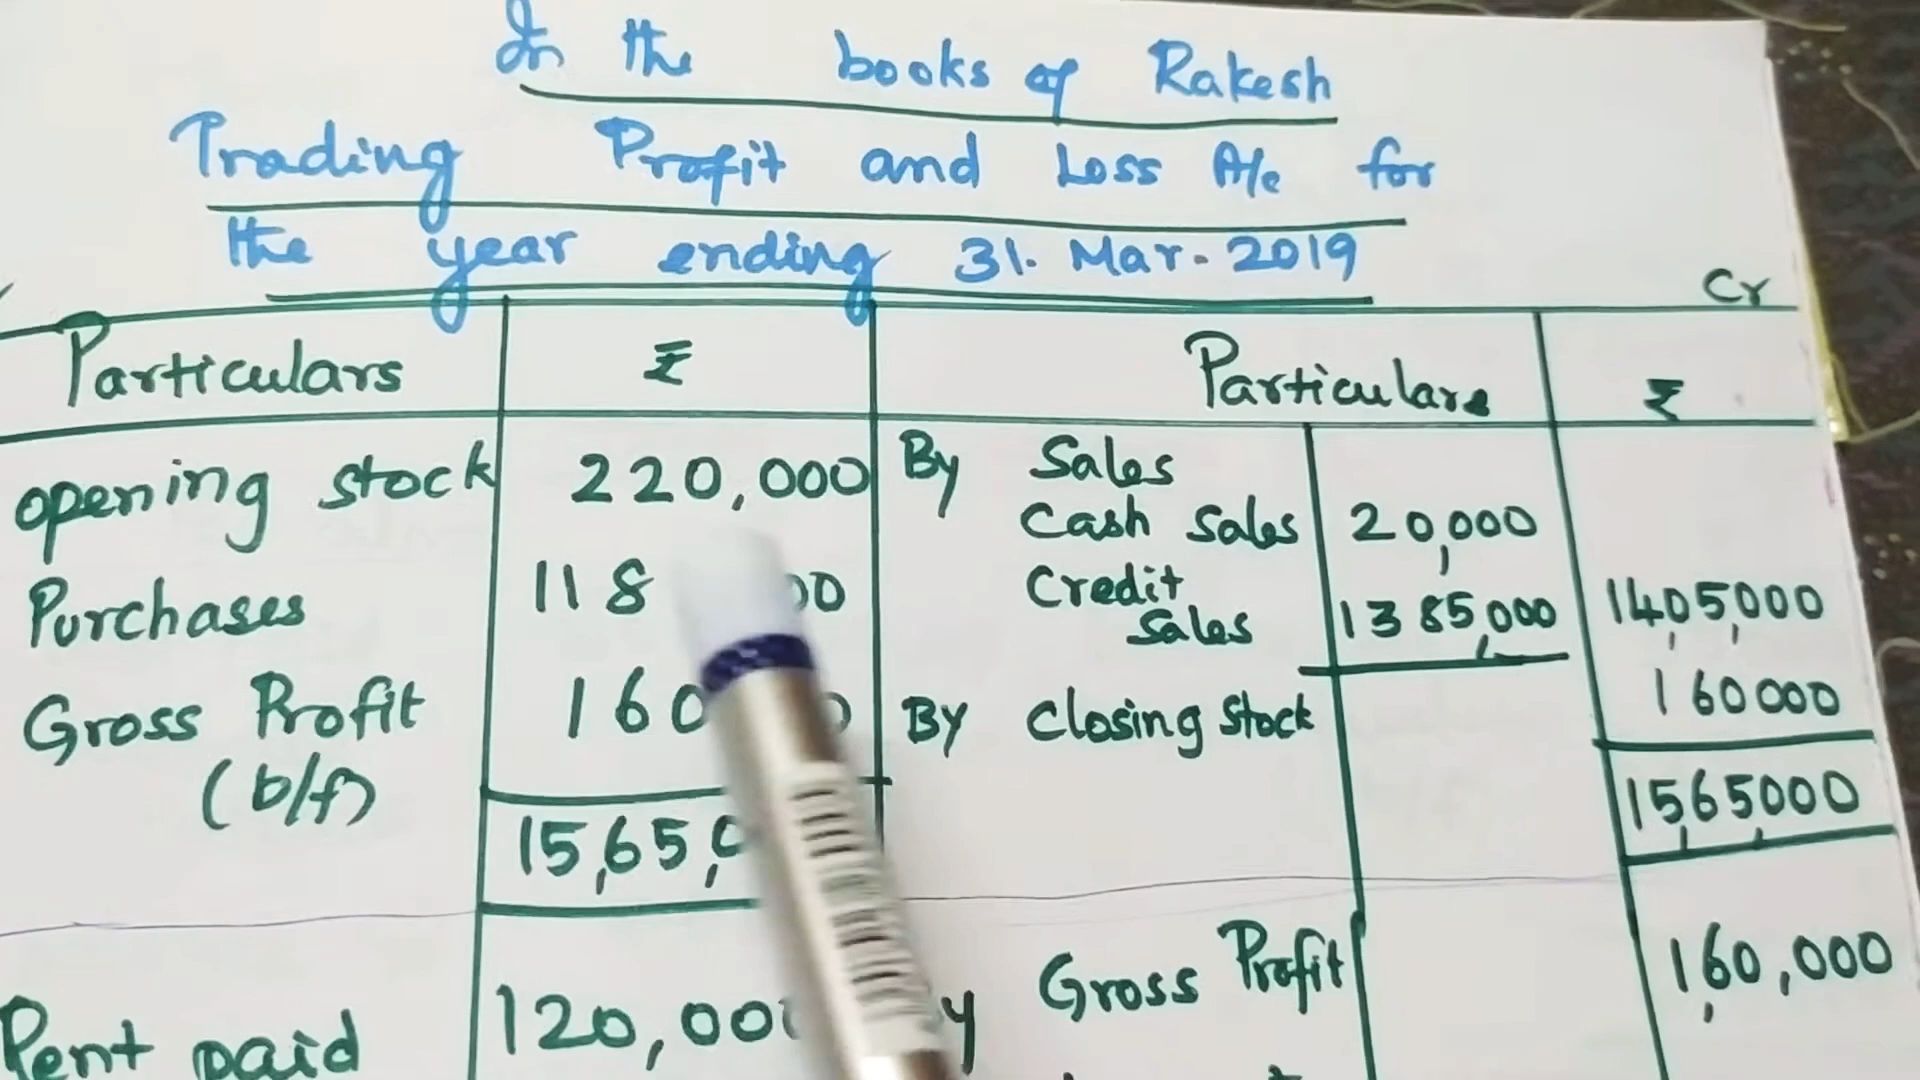 In the books of Rakesh
Trading Profit and Loss A/c for
the year ending 31. Mar. 2019
Cr
Particulars ₹ Particulars ₹
opening stock 220,000 By Sales
Cash Sales 20,000
Purchases Credit
Sales 1385,000 1405000
Gross Profit By Closing Stock 160000
(b/f)
1565000
Gross Profit 160,000
Rent paid